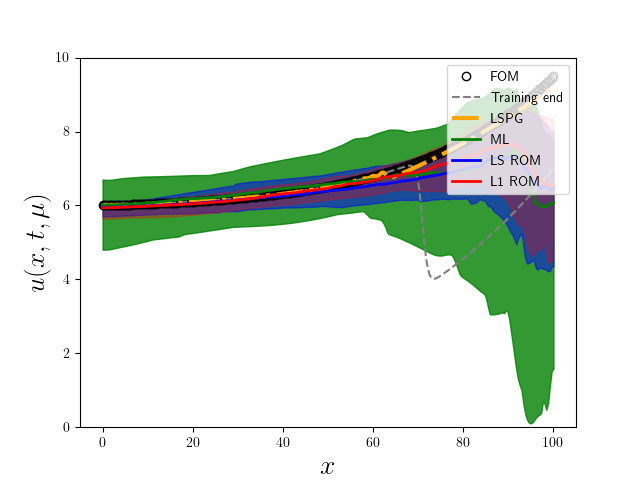 10
8
6
4
2
0
u(x, t, μ)
FOM
Training end
LSPG
ML
LS ROM
L1 ROM
0 20 40 60 80 100
x